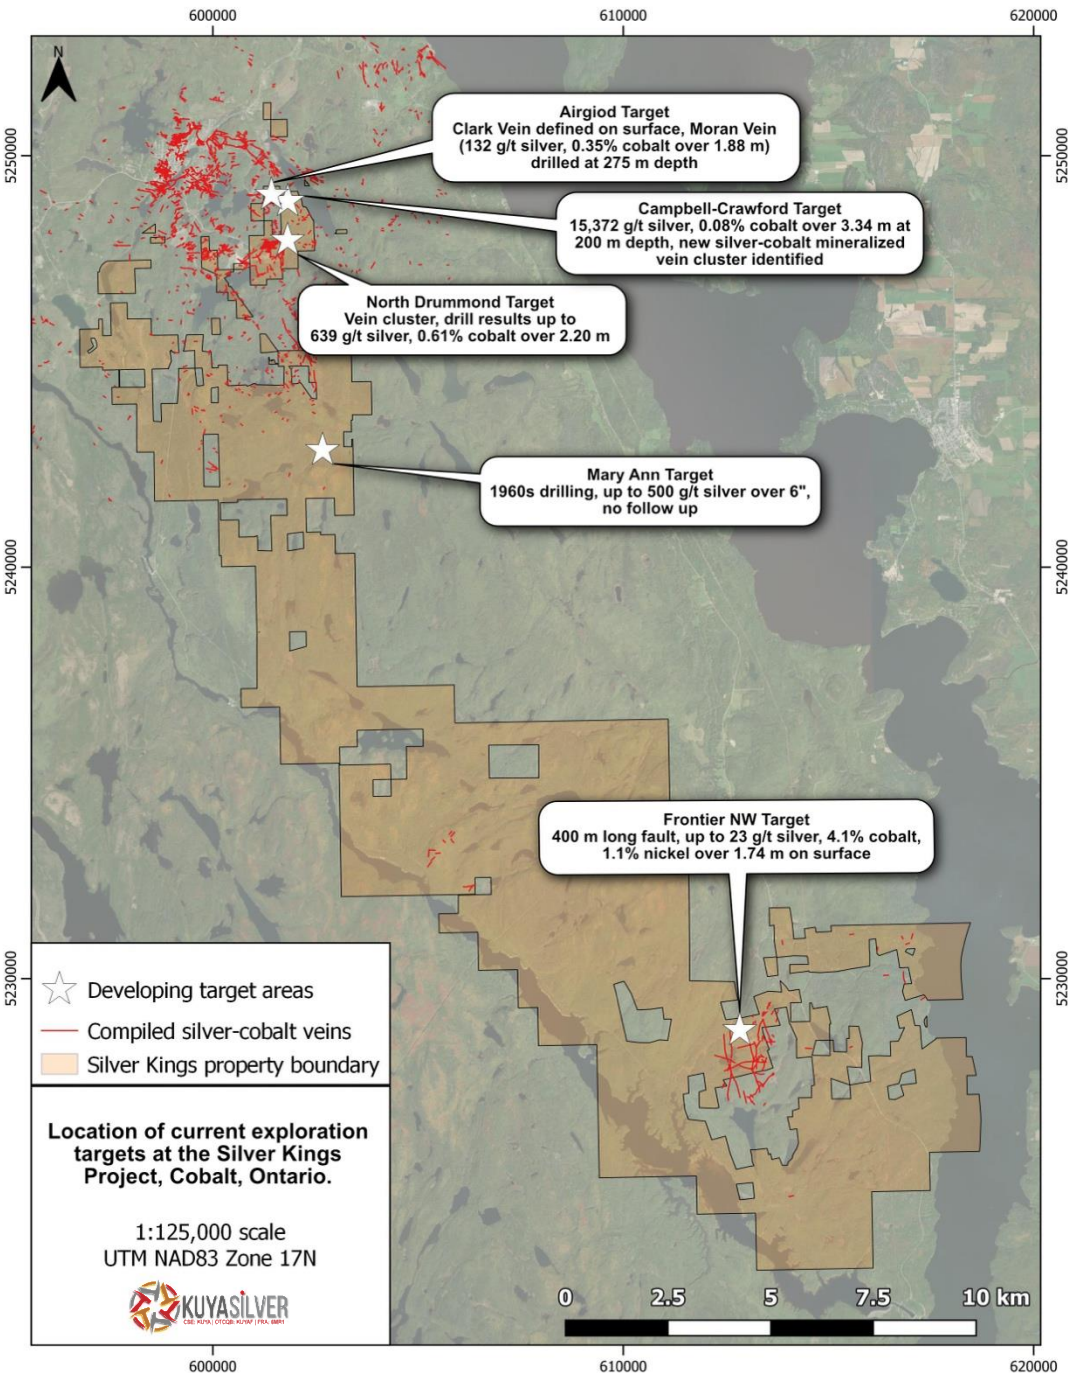 600000
610000
620000
N
5250000
5250000
Airgiod Target
Clark Vein defined on surface, Moran Vein
(132 g/t silver, 0.35% cobalt over 1.88 m)
drilled at 275 m depth
Campbell-Crawford Target
15,372 g/t silver, 0.08% cobalt over 3.34 m at
200 m depth, new silver-cobalt mineralized
vein cluster identified
North Drummond Target
Vein cluster, drill results up to
639 g/t silver, 0.61% cobalt over 2.20 m
Mary Ann Target
1960s drilling, up to 500 g/t silver over 6",
no follow up
5240000
5240000
Frontier NW Target
400 m long fault, up to 23 g/t silver, 4.1% cobalt,
1.1% nickel over 1.74 m on surface
5230000
5230000
Developing target areas
Compiled silver-cobalt veins
Silver Kings property boundary
Location of current exploration
targets at the Silver Kings
Project, Cobalt, Ontario.
1:125,000 scale
UTM NAD83 Zone 17N
KUYASILVER
CSE: KUYA | OTCQB: KUYAF | FRA: 6MR1
0 2.5 5 7.5 10 km
600000
610000
620000